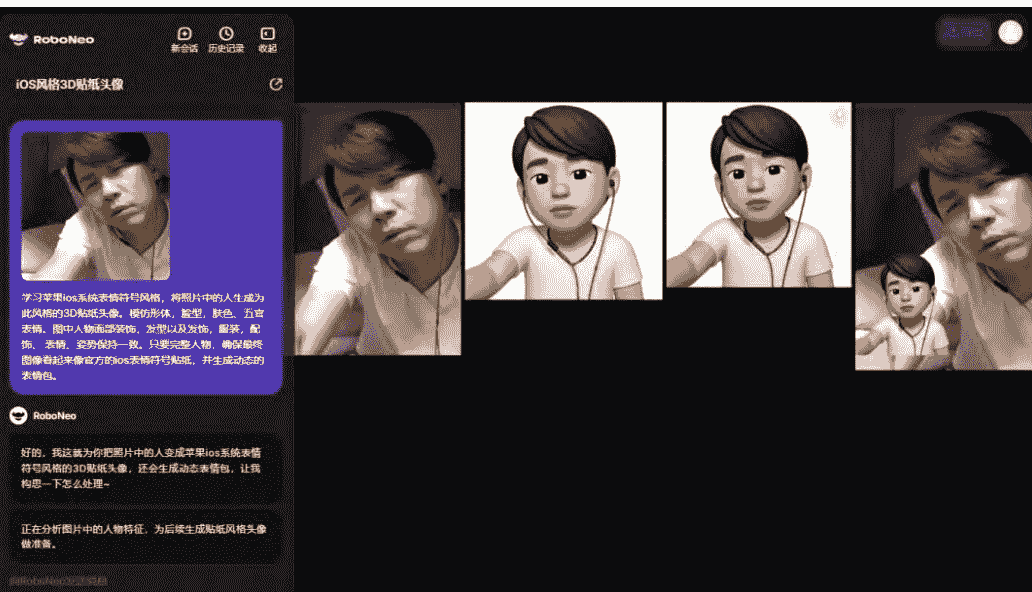 RoboNeo
新会话 历史记录 收起
iOS风格3D贴纸头像
学习苹果ios系统表情符号风格，将照片中的人生成为
此风格的3D贴纸头像。模仿形体，脸型，肤色、五官
表情、图中人物面部装饰，发型以及发饰，服装，配
饰、表情、姿势保持一致。只要完整人物，确保最终
图像看起来像官方的ios表情符号贴纸，并生成动态的
表情包。
RoboNeo
好的，我这就为你把照片中的人变成苹果ios系统表情
符号风格的3D贴纸头像，还会生成动态表情包，让我
构思一下怎么处理~
正在分析图片中的人物特征，为后续生成贴纸风格头像
做准备。